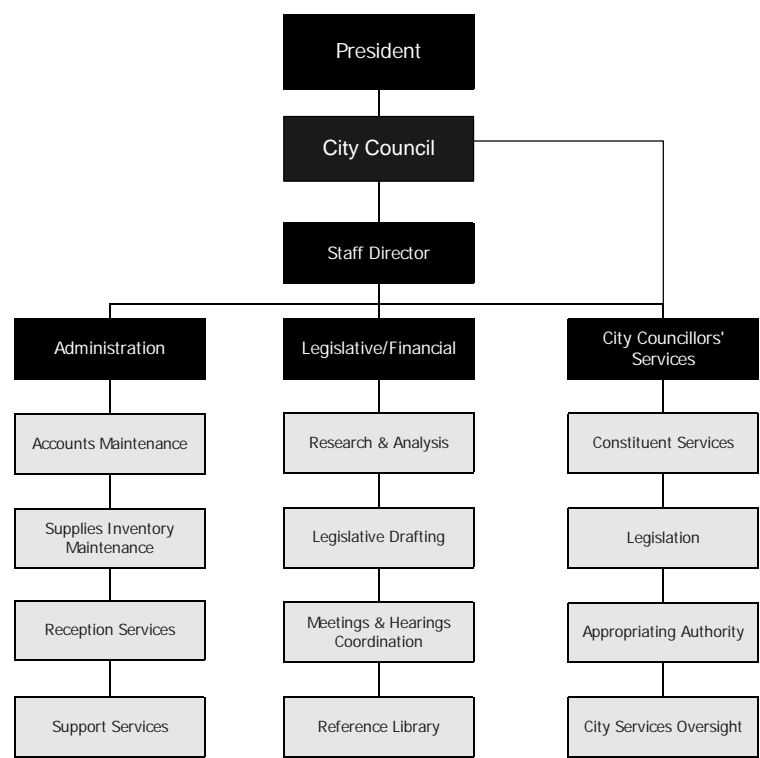 President
City Council
Staff Director
Administration
Legislative/Financial
City Councillors'
Services
Accounts Maintenance
Research & Analysis
Constituent Services
Supplies Inventory
Maintenance
Legislative Drafting
Legislation
Reception Services
Meetings & Hearings
Coordination
Appropriating Authority
Support Services
Reference Library
City Services Oversight